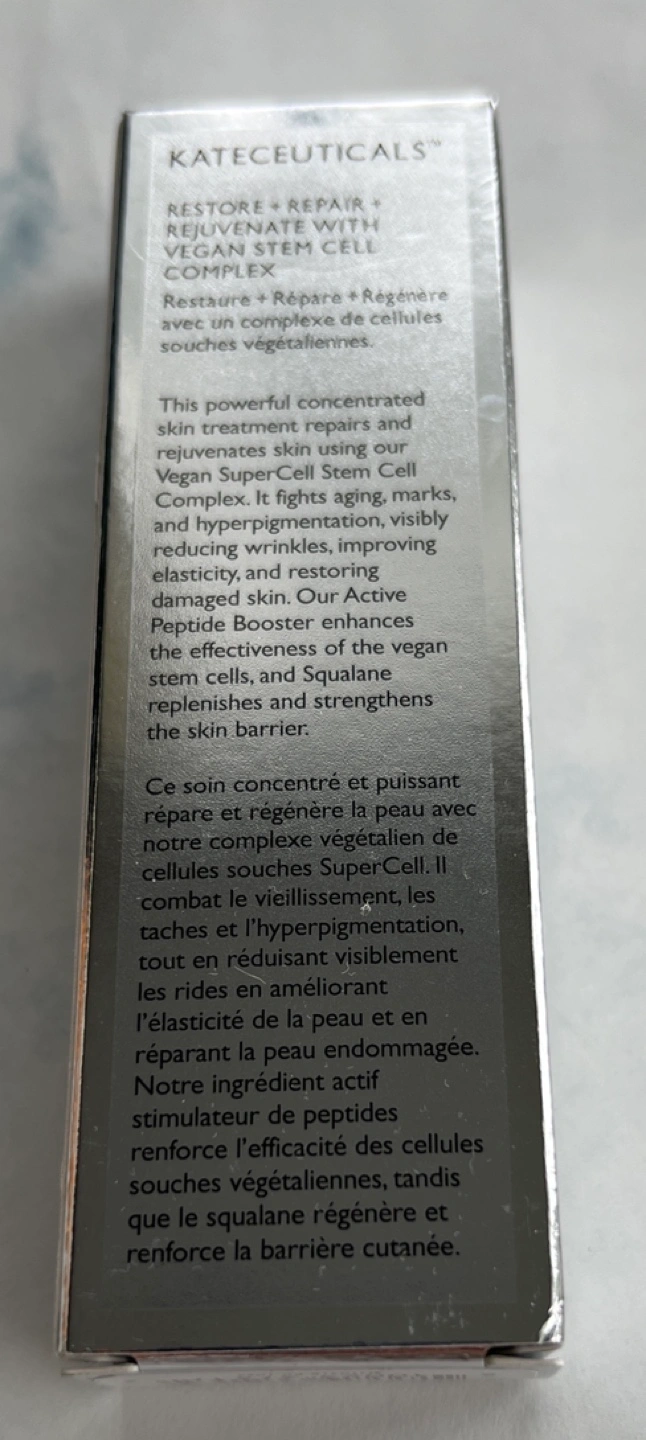 KATECEUTICALS™
RESTORE + REPAIR +
REJUVENATE WITH
VEGAN STEM CELL
COMPLEX
Restaure + Répare + Régénère
avec un complexe de cellules
souches végétaliennes.
This powerful concentrated
skin treatment repairs and
rejuvenates skin using our
Vegan SuperCell Stem Cell
Complex. It fights aging, marks,
and hyperpigmentation, visibly
reducing wrinkles, improving
elasticity, and restoring
damaged skin. Our Active
Peptide Booster enhances
the effectiveness of the vegan
stem cells, and Squalane
replenishes and strengthens
the skin barrier.
Ce soin concentré et puissant
répare et régénère la peau avec
notre complexe végétalien de
cellules souches SuperCell. Il
combat le vieillissement, les
taches et l'hyperpigmentation,
tout en réduisant visiblement
les rides en améliorant
l'élasticité de la peau et en
réparant la peau endommagée.
Notre ingrédient actif
stimulateur de peptides
renforce l'efficacité des cellules
souches végétaliennes, tandis
que le squalane régénère et
renforce la barrière cutanée.